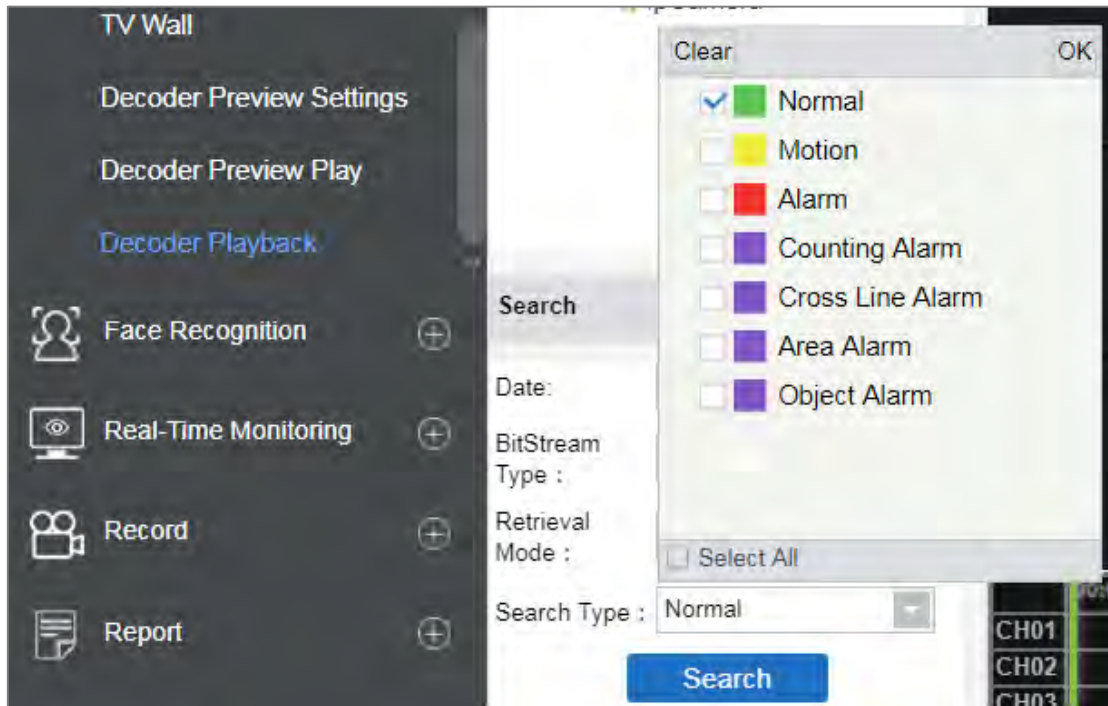 TV Wall
Decoder Preview Settings
Decoder Preview Play
Decoder Playback
Face Recognition
Real-Time Monitoring
Record
Report
Search
Date:
BitStream
Type :
Retrieval
Mode :
Search Type : Normal
Search
Clear OK
Normal
Motion
Alarm
Counting Alarm
Cross Line Alarm
Area Alarm
Object Alarm
Select All
CH01
CH02
CH03